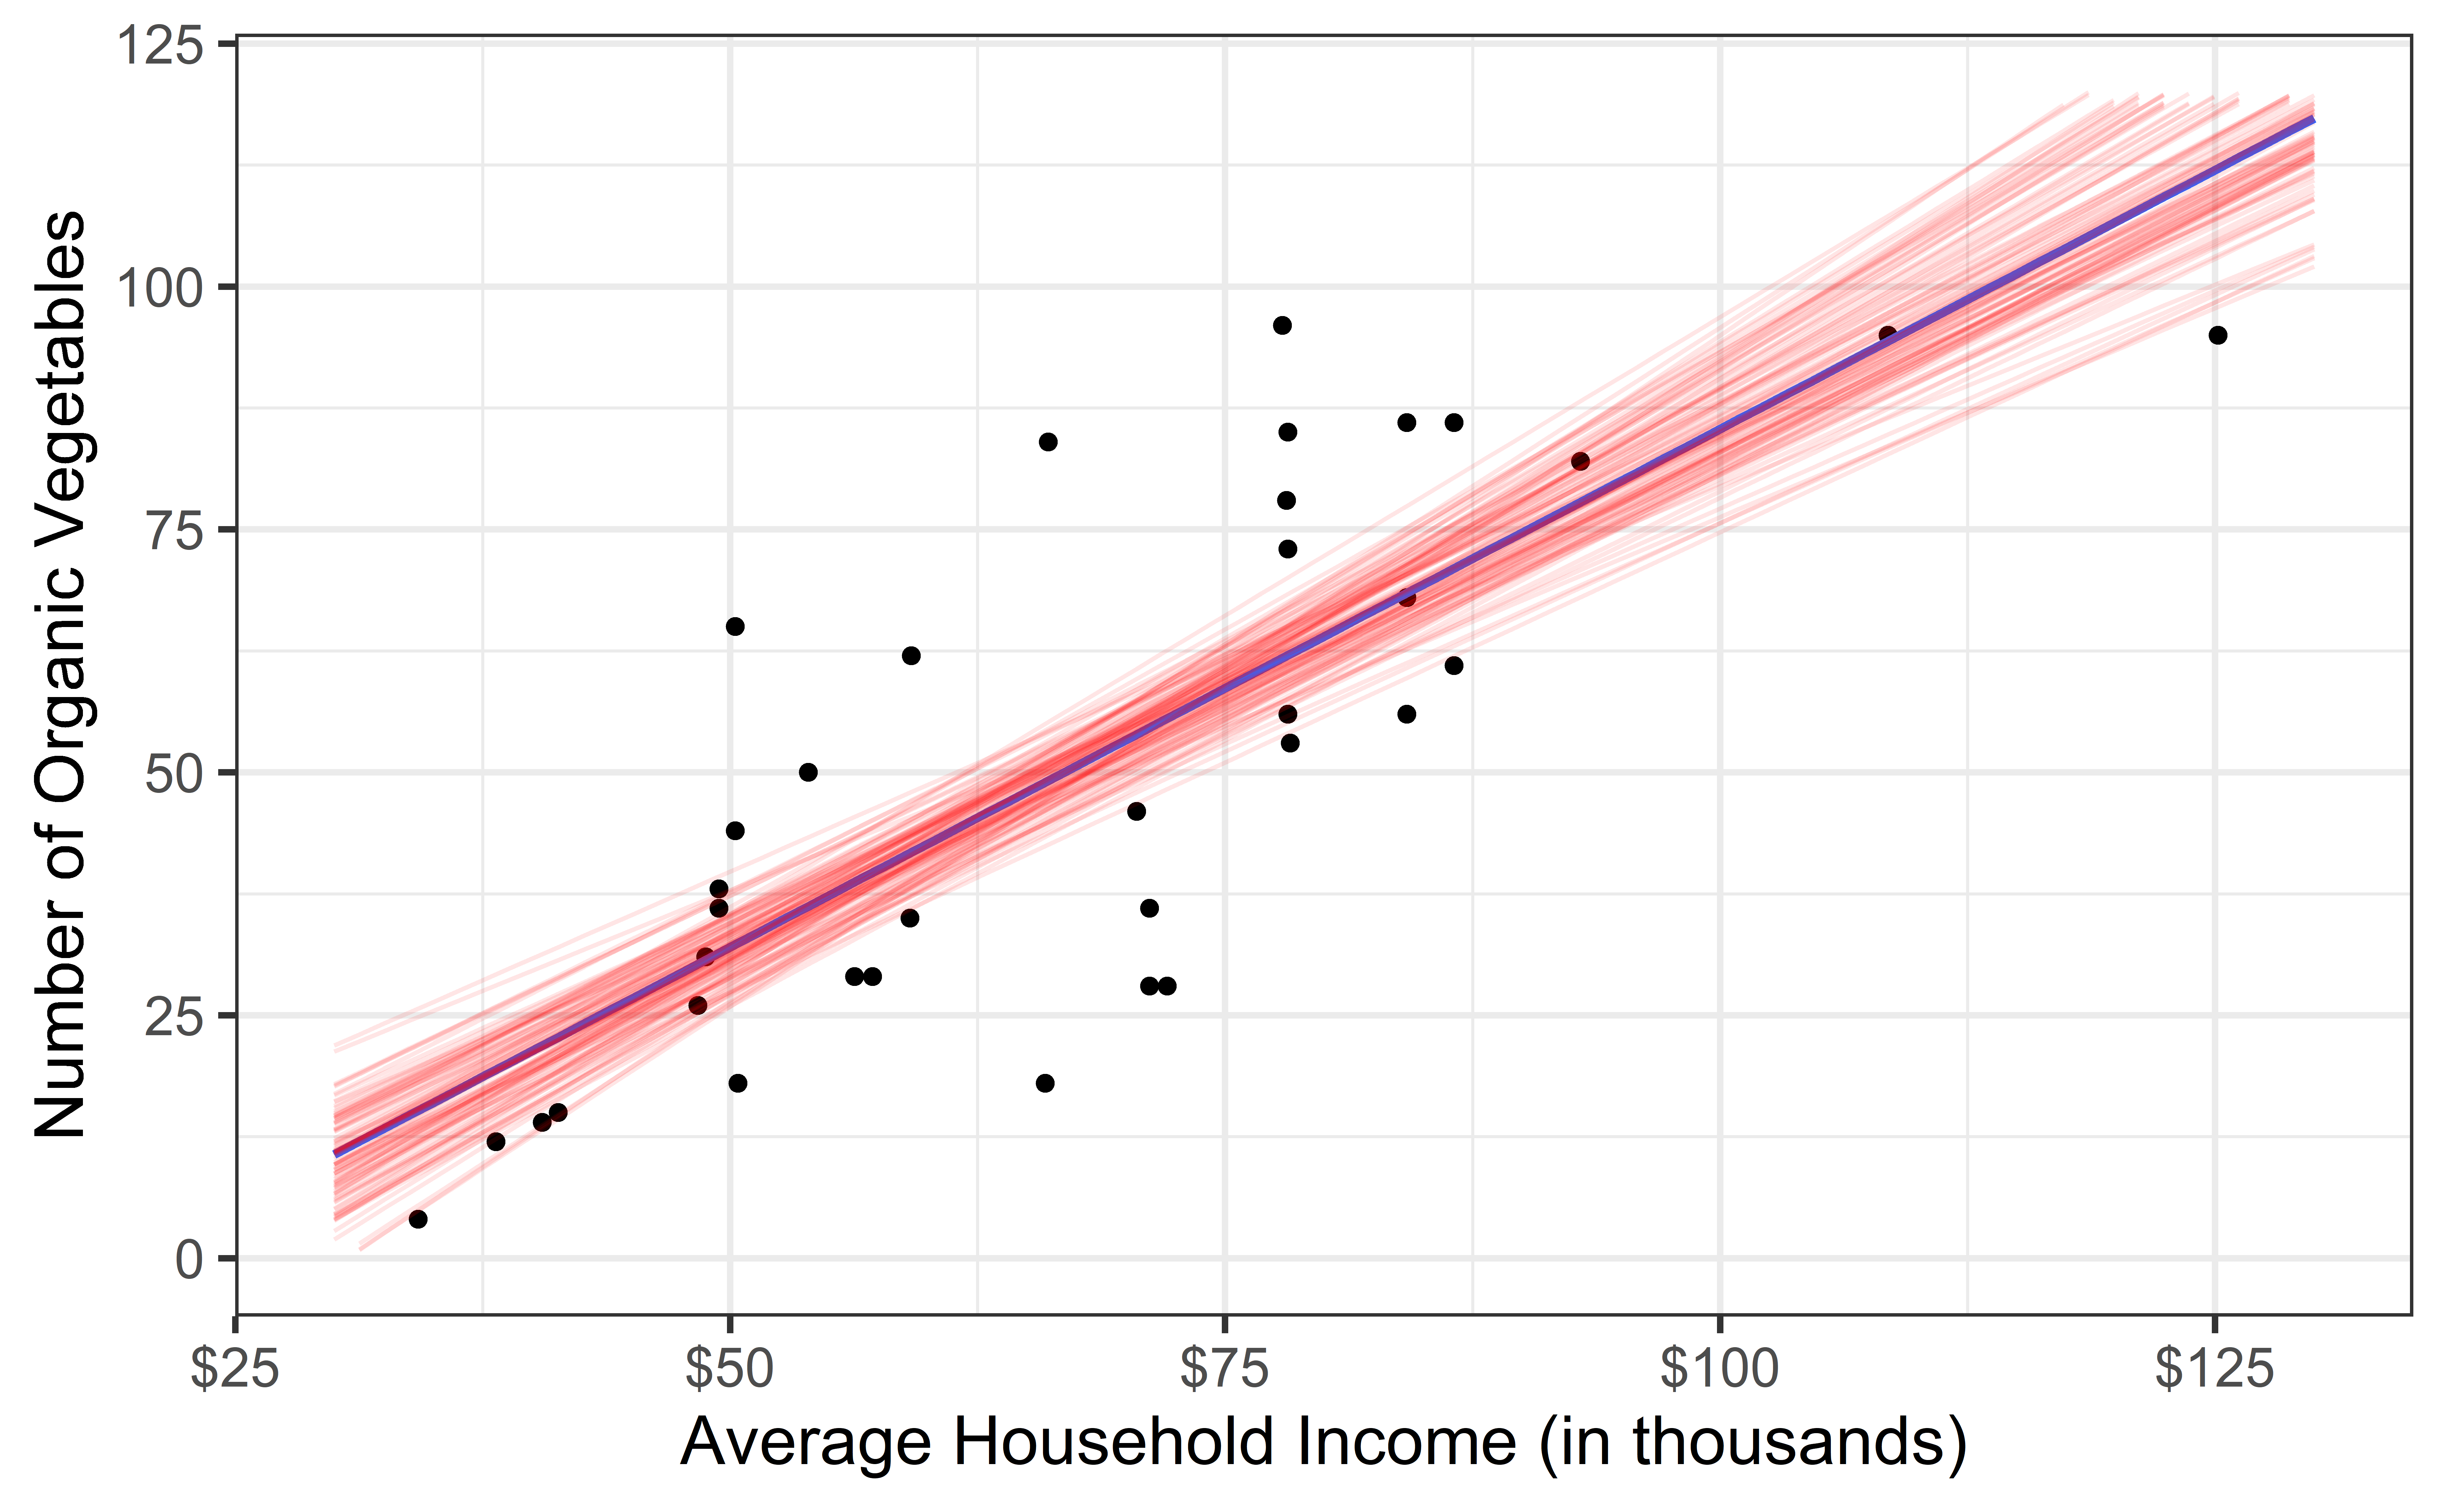 125
100
75
50
25
0
Number of Organic Vegetables
$25 $50 $75 $100 $125
Average Household Income (in thousands)